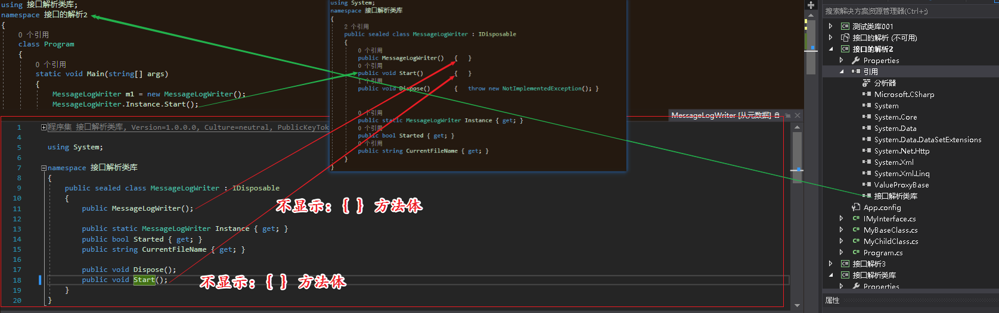 using 接口解析类库;
namespace 接口的解析2
{
0 个引用
class Program
{
0 个引用
static void Main(string[] args)
{
MessageLogWriter m1 = new MessageLogWriter();
MessageLogWriter.Instance.Start();
using System;
namespace 接口解析类库
{
2 个引用
public sealed class MessageLogWriter : IDisposable
{
0 个引用
public MessageLogWriter() { }
0 个引用
public void Start() { }
1 个引用
public void Dispose() { throw new NotImplementedException(); }
0 个引用
public static MessageLogWriter Instance { get; }
0 个引用
public bool Started { get; }
0 个引用
public string CurrentFileName { get; }
}
}
MessageLogWriter [从元数据]
1 程序集 接口解析类库, Version=1.0.0.0, Culture=neutral, PublicKeyTok
4
5 using System;
6
7 namespace 接口解析类库
8 {
9 public sealed class MessageLogWriter : IDisposable
10 {
11 public MessageLogWriter();
12
13 public static MessageLogWriter Instance { get; }
14 public bool Started { get; }
15 public string CurrentFileName { get; }
16
17 public void Dispose();
18 public void Start();
19 }
20 }
不显示: { } 方法体
不显示: { } 方法体
搜索解决方案资源管理器(Ctrl+;)
C# 测试类库001
接口的解析 (不可用)
C# 接口的解析2
Properties
引用
分析器
Microsoft.CSharp
System
System.Core
System.Data
System.Data.DataSetExtensions
System.Net.Http
System.Xml
System.Xml.Linq
ValueProxyBase
接口解析类库
App.config
C# IMyInterface.cs
C# MyBaseClass.cs
C# MyChildClass.cs
C# Program.cs
C# 接口解析3
C# 接口解析类库
Properties
属性